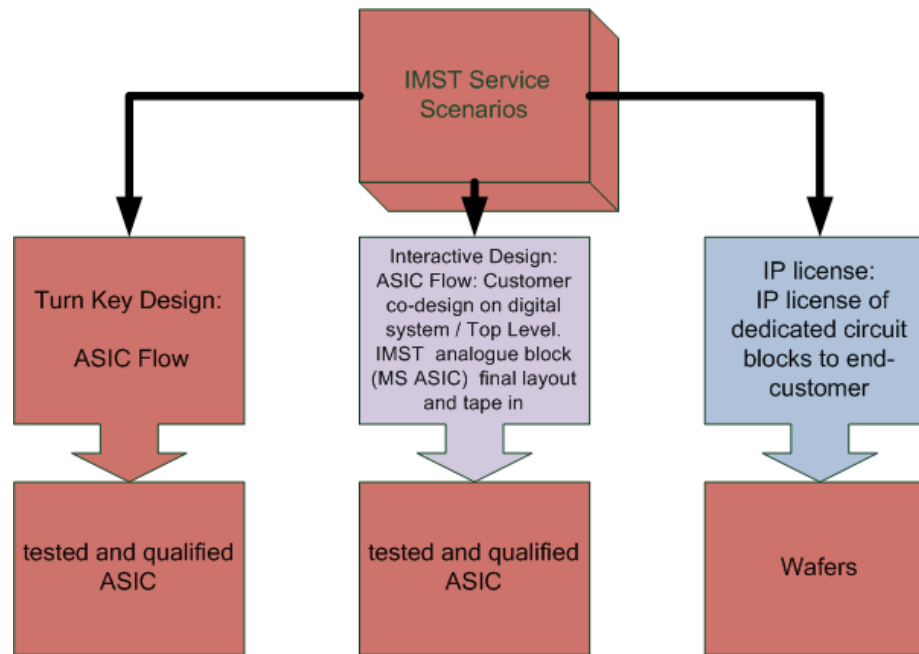 IMST Service
Scenarios
Turn Key Design:
ASIC Flow
Interactive Design:
ASIC Flow: Customer
co-design on digital
system / Top Level.
IMST analogue block
(MS ASIC) final layout
and tape in
IP license:
IP license of
dedicated circuit
blocks to end-
customer
tested and qualified
ASIC
tested and qualified
ASIC
Wafers